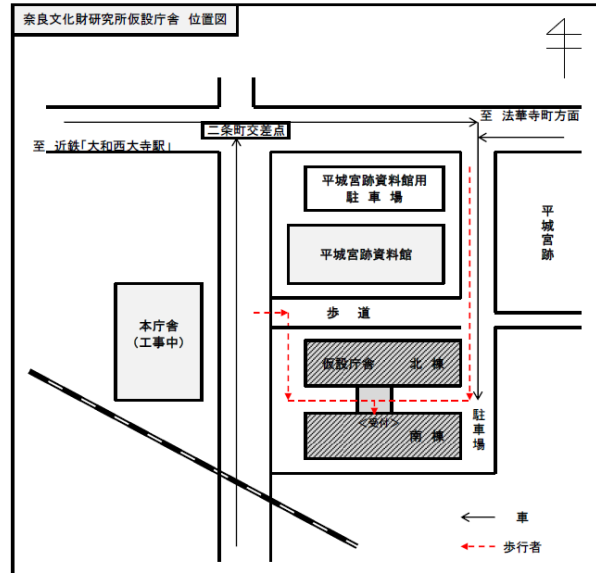 奈良文化財研究所仮設庁舎 位置図
至 法華寺町方面
二条町交差点
至 近鉄「大和西大寺駅」
平城宮跡資料館用
駐車場
平城宮跡
平城宮跡資料館
歩道
本庁舎
(工事中)
仮設庁舎 北棟
<受付>
南棟
駐車場
車
歩行者